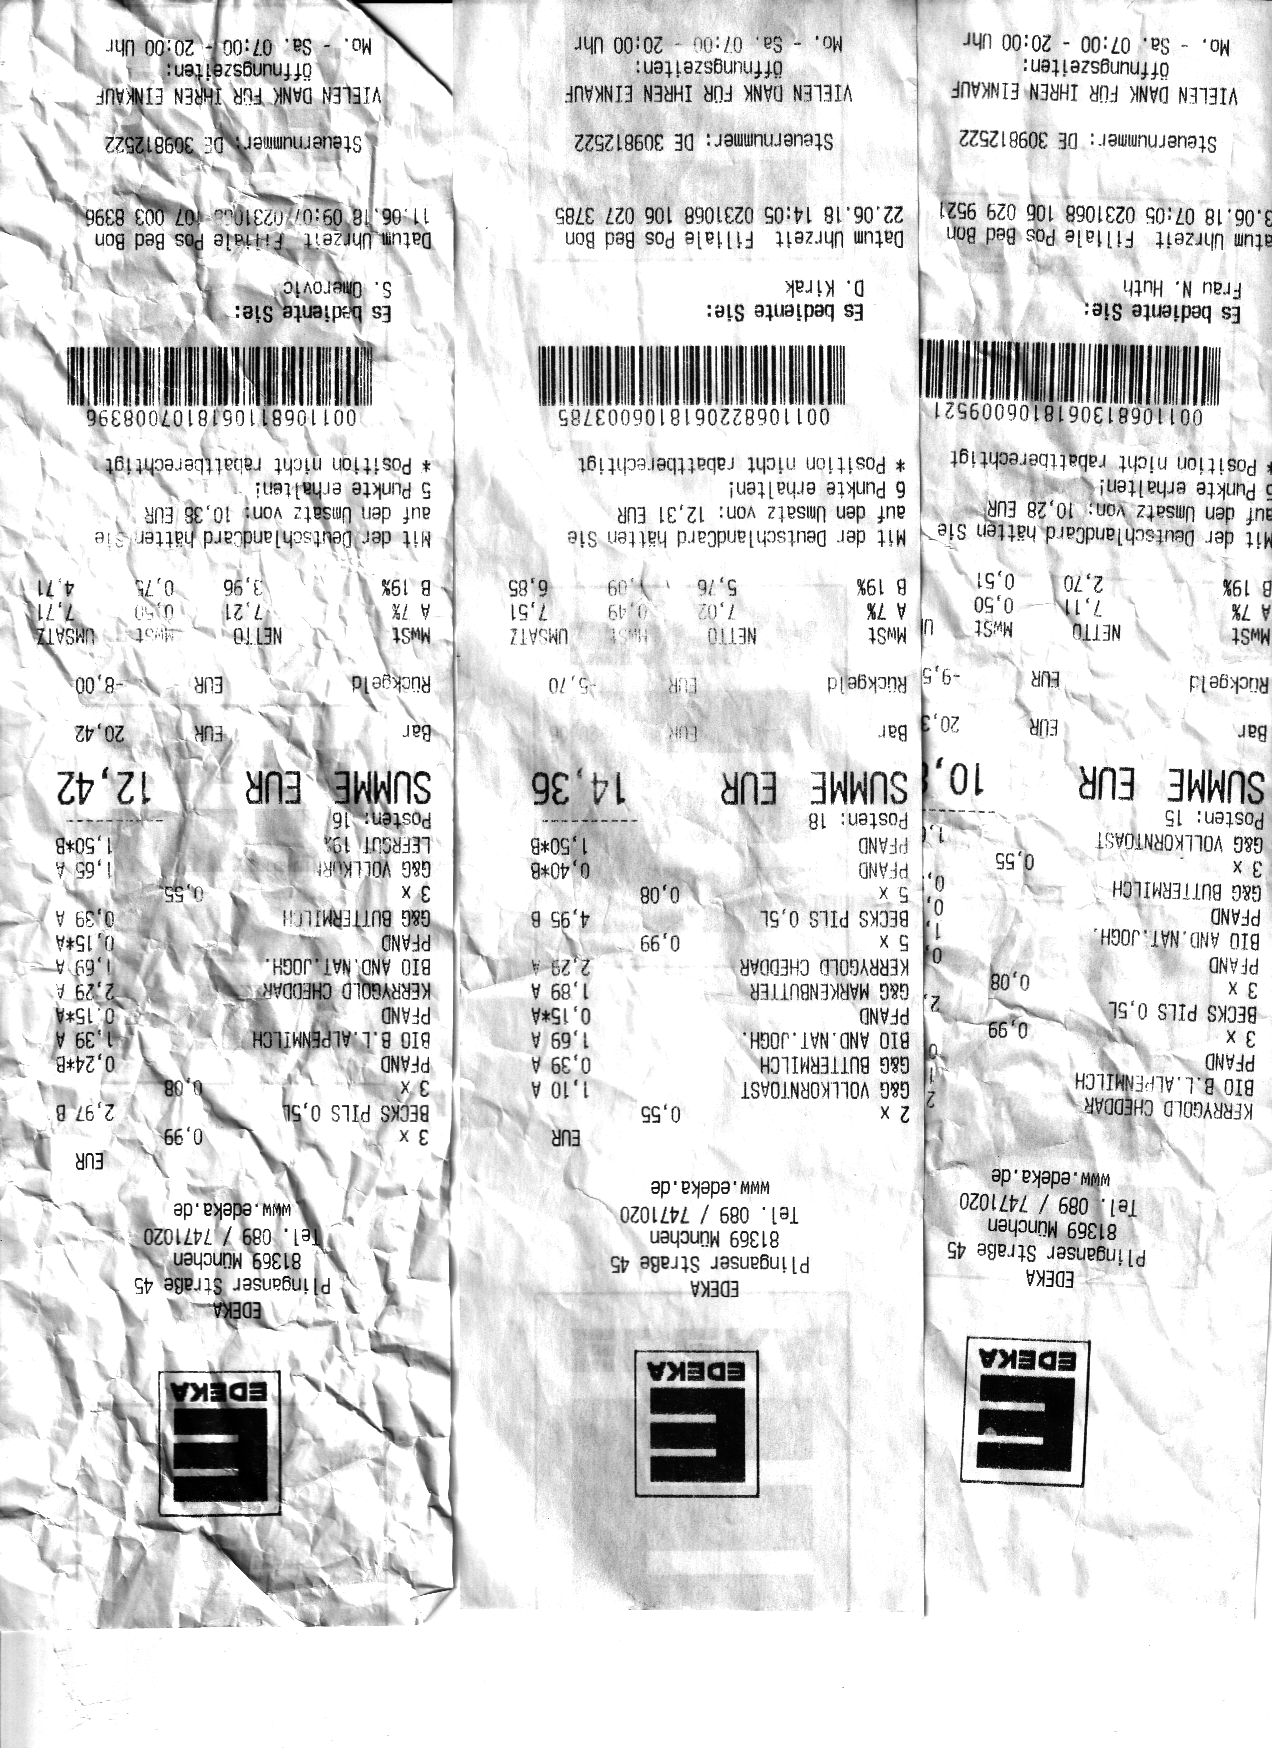 EDEKA
EDEKA
Plinganser Straße 45
81369 München
Tel. 089 / 7471020
www.edeka.de
KERRYGOLD CHEDDAR 2
BIO B.L.ALPENMILCH 1
PFAND 0
3 x 0,99
BECKS PILS 0,5L 2,
3 x 0,08
PFAND 0,
BIO AND.NAT.JOGH. 1,
PFAND 0,
G&G BUTTERMILCH 0,
3 x 0,55
G&G VOLLKORNTOAST 1,
Posten: 15
SUMME EUR 10,
Bar EUR 20,3
Rückgeld EUR -9,5
MwSt NETTO MwSt U
A 7% 7,11 0,50
B 19% 2,70 0,51
Mit der DeutschlandCard hätten Sie
auf den Umsatz von: 10,28 EUR
5 Punkte erhalten!
* Position nicht rabattberechtigt
0011068130618106009521
Es bediente Sie:
Frau N. Huth
atum Uhrzeit Filiale Pos Bed Bon
3.06.18 07:05 0231068 106 029 9521
Steuernummer: DE 309812522
VIELEN DANK FÜR IHREN EINKAUF
Öffnungszeiten:
Mo. - Sa. 07:00 - 20:00 Uhr
EDEKA
EDEKA
Plinganser Straße 45
81369 München
Tel. 089 / 7471020
www.edeka.de
EUR
2 x 0,55
G&G VOLLKORNTOAST 1,10 A
G&G BUTTERMILCH 0,39 A
BIO AND.NAT.JOGH. 1,69 A
PFAND 0,15*A
G&G MARKENBUTTER 1,89 A
KERRYGOLD CHEDDAR 2,29 A
5 x 0,99
BECKS PILS 0,5L 4,95 B
5 x 0,08
PFAND 0,40*B
PFAND 1,50*B
Posten: 18
SUMME EUR 14,36
Bar EUR
Rückgeld EUR -5,70
MwSt NETTO MwSt UMSATZ
A 7% 7,02 0,49 7,51
B 19% 5,76 1,09 6,85
Mit der DeutschlandCard hätten Sie
auf den Umsatz von: 12,31 EUR
6 Punkte erhalten!
* Position nicht rabattberechtigt
0011068220618106003785
Es bediente Sie:
D. Kirak
Datum Uhrzeit Filiale Pos Bed Bon
22.06.18 14:05 0231068 106 027 3785
Steuernummer: DE 309812522
VIELEN DANK FÜR IHREN EINKAUF
Öffnungszeiten:
Mo. - Sa. 07:00 - 20:00 Uhr
EDEKA
EDEKA
Plinganser Straße 45
81369 München
Tel. 089 / 7471020
www.edeka.de
EUR
3 x 0,99
BECKS PILS 0,5L 2,97 B
3 x 0,08
PFAND 0,24*B
BIO B.L.ALPENMILCH 1,39 A
PFAND 0,15*A
KERRYGOLD CHEDDAR 2,29 A
BIO AND.NAT.JOGH. 1,69 A
PFAND 0,15*A
G&G BUTTERMILCH 0,39 A
3 x 0,55
G&G VOLLKOR 1,65 A
LEERGUT 19% 1,50*B
Posten: 16
SUMME EUR 12,42
Bar EUR 20,42
Rückgeld EUR -8,00
MwSt NETTO MwSt UMSATZ
A 7% 7,21 0,50 7,71
B 19% 3,96 0,75 4,71
Mit der DeutschlandCard hätten Sie
auf den Umsatz von: 10,38 EUR
5 Punkte erhalten!
* Position nicht rabattberechtigt
0011068110618107008396
Es bediente Sie:
S. Omerovic
Datum Uhrzeit Filiale Pos Bed Bon
11.06.18 09:07 0231068 107 003 8396
Steuernummer: DE 309812522
VIELEN DANK FÜR IHREN EINKAUF
Öffnungszeiten:
Mo. - Sa. 07:00 - 20:00 Uhr